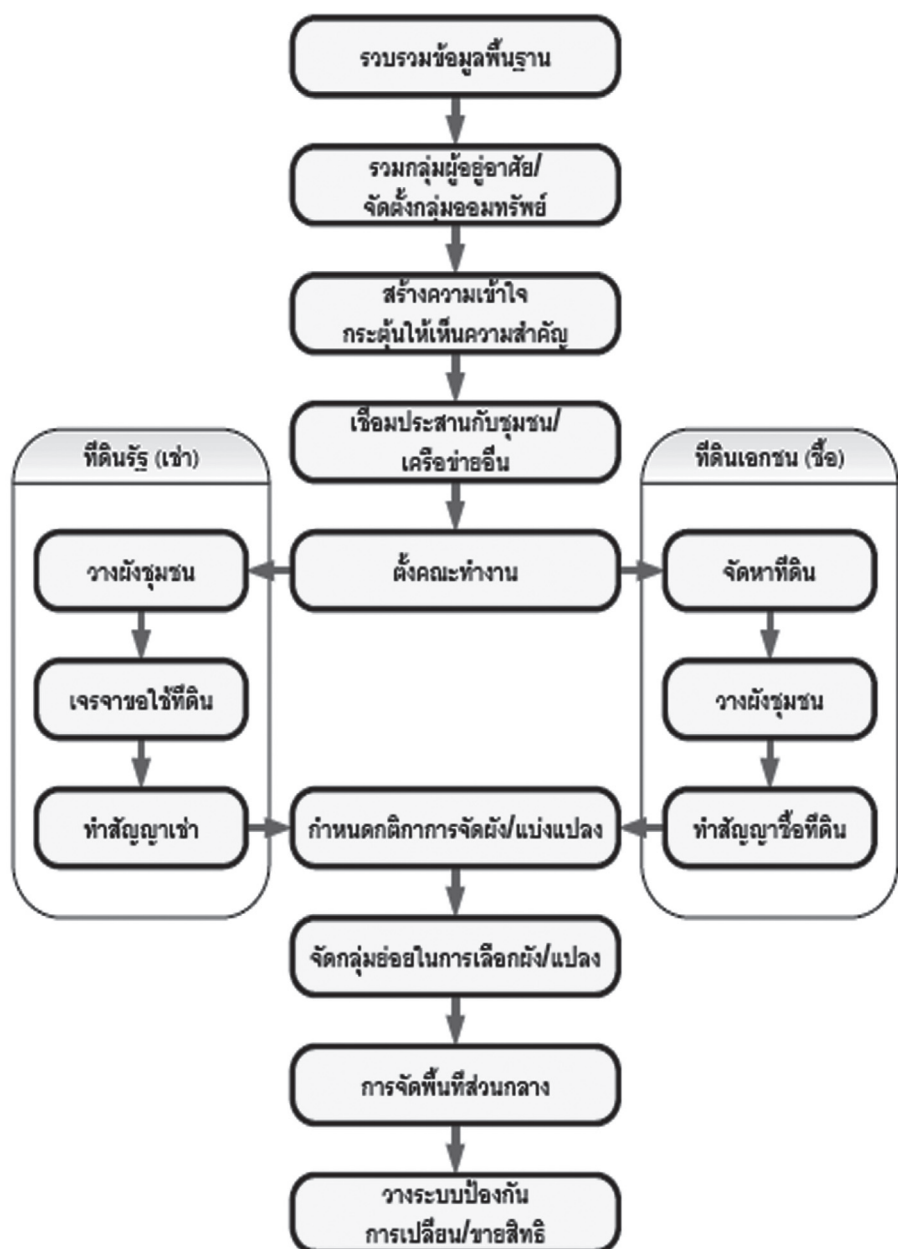 รวบรวมข้อมูลพื้นฐาน
รวมกลุ่มผู้อยู่อาศัย/
จัดตั้งกลุ่มออมทรัพย์
สร้างความเข้าใจ
กระตุ้นให้เห็นความสำคัญ
เชื่อมประสานกับชุมชน/
เครือข่ายอื่น
ตั้งคณะทำงาน
ที่ดินรัฐ (เช่า)
วางผังชุมชน
เจรจาขอใช้ที่ดิน
ทำสัญญาเช่า
ที่ดินเอกชน (ซื้อ)
จัดหาที่ดิน
วางผังชุมชน
ทำสัญญาซื้อที่ดิน
กำหนดกติกาการจัดผัง/แบ่งแปลง
จัดกลุ่มย่อยในการเลือกผัง/แปลง
การจัดพื้นที่ส่วนกลาง
วางระบบป้องกัน
การเปลี่ยน/ขายสิทธิ